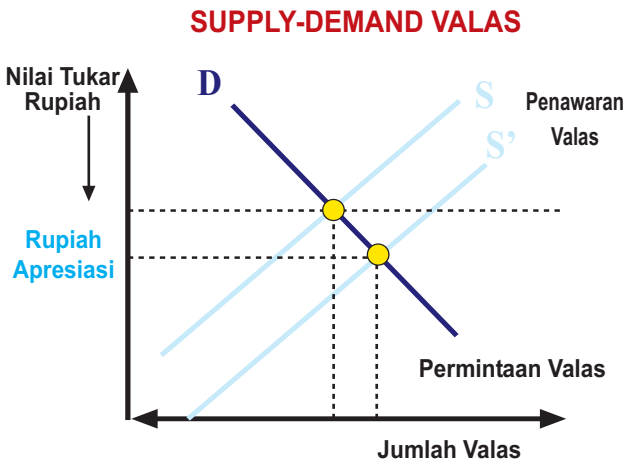 SUPPLY-DEMAND VALAS
Nilai Tukar
Rupiah
D
S
Penawaran
Valas
S’
Rupiah
Apresiasi
Permintaan Valas
Jumlah Valas